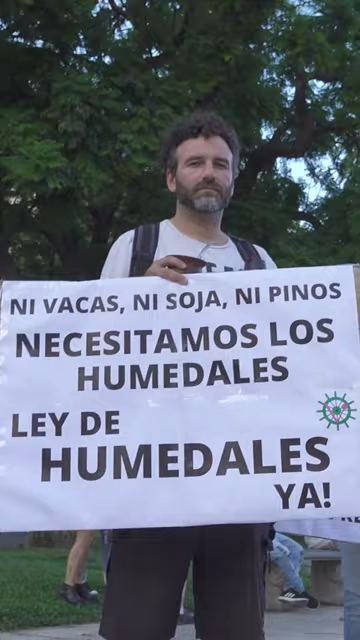 NI VACAS, NI SOJA, NI PINOS
NECESITAMOS LOS
HUMEDALES
LEY DE
HUMEDALES
YA!